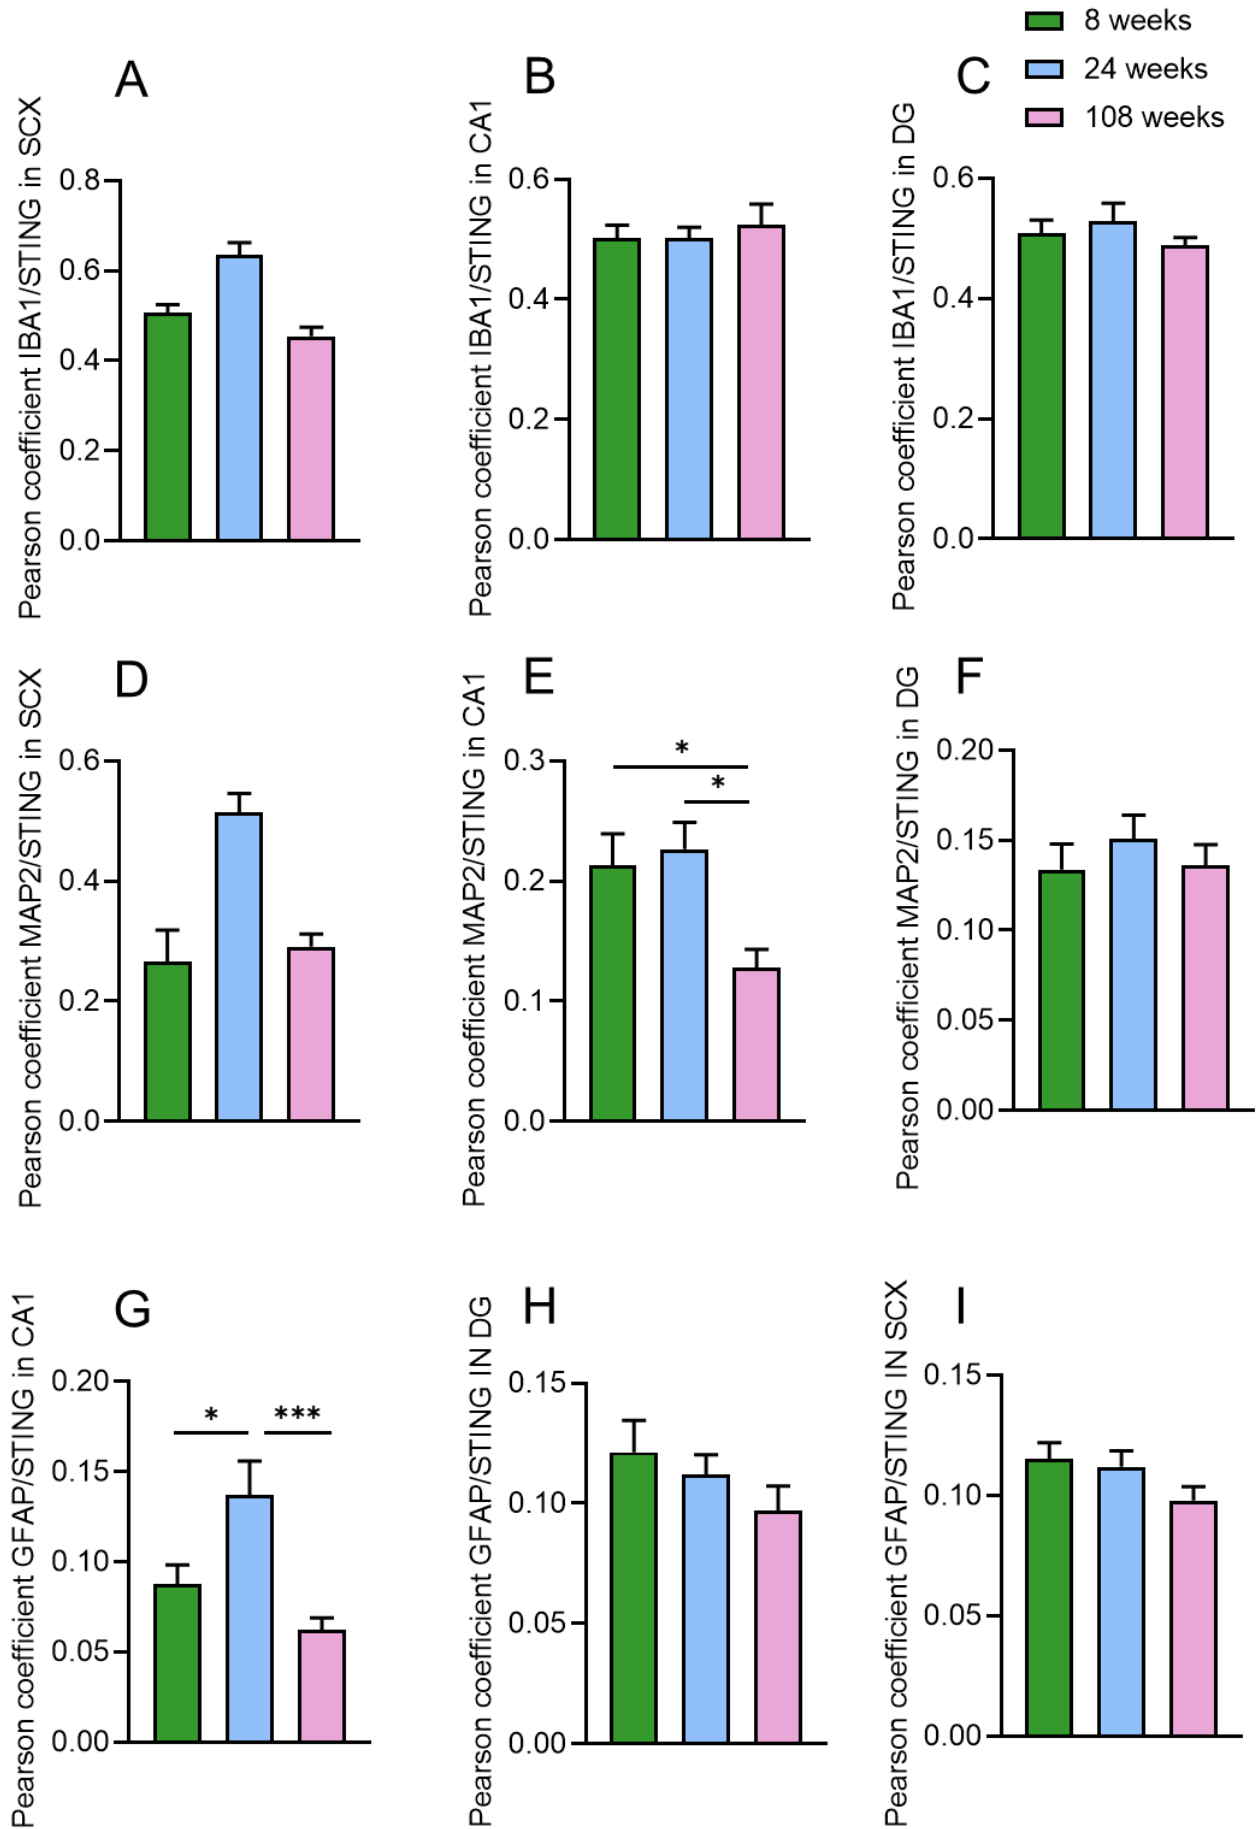 8 weeks
24 weeks
108 weeks
A
Pearson coefficient IBA1/STING in SCX
0.8
0.6
0.4
0.2
0.0
B
Pearson coefficient IBA1/STING in CA1
0.6
0.4
0.2
0.0
C
Pearson coefficient IBA1/STING in DG
0.6
0.4
0.2
0.0
D
Pearson coefficient MAP2/STING in SCX
0.6
0.4
0.2
0.0
E
Pearson coefficient MAP2/STING in CA1
0.3
0.2
0.1
0.0
*
*
F
Pearson coefficient MAP2/STING in DG
0.20
0.15
0.10
0.05
0.00
G
Pearson coefficient GFAP/STING in CA1
0.20
0.15
0.10
0.05
0.00
*
***
H
Pearson coefficient GFAP/STING IN DG
0.15
0.10
0.05
0.00
I
Pearson coefficient GFAP/STING IN SCX
0.15
0.10
0.05
0.00